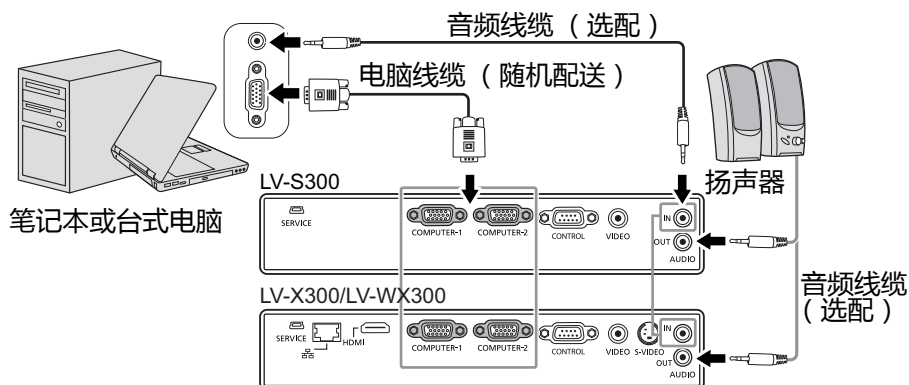 音频线缆（选配）
电脑线缆（随机配送）
扬声器
笔记本或台式电脑
LV-S300
SERVICE
COMPUTER-1
COMPUTER-2
CONTROL
VIDEO
IN
OUT
AUDIO
音频线缆
（选配）
LV-X300/LV-WX300
SERVICE
HDMI
COMPUTER-1
COMPUTER-2
CONTROL
VIDEO
S-VIDEO
IN
OUT
AUDIO